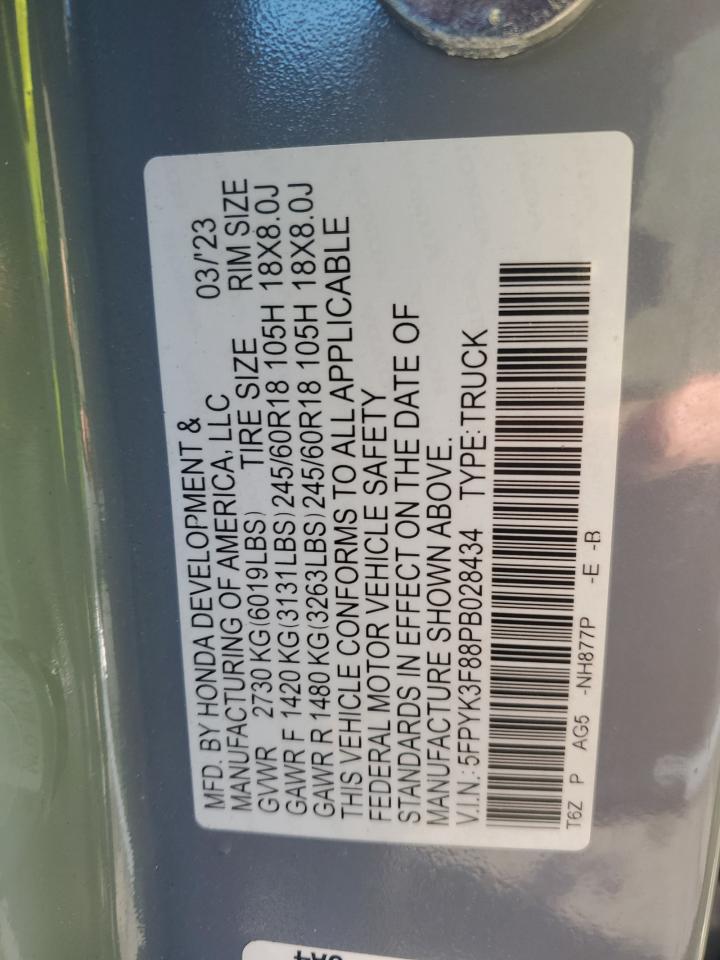 MFD. BY HONDA DEVELOPMENT &
MANUFACTURING OF AMERICA, LLC 03/'23
GVWR 2730 KG(6019LBS) TIRE SIZE RIM SIZE
GAWR F 1420 KG(3131LBS)245/60R18 105H 18X8.0J
GAWR R 1480 KG(3263LBS)245/60R18 105H 18X8.0J
THIS VEHICLE CONFORMS TO ALL APPLICABLE
FEDERAL MOTOR VEHICLE SAFETY
STANDARDS IN EFFECT ON THE DATE OF
MANUFACTURE SHOWN ABOVE.
V.I.N.: 5FPYK3F88PB028434 TYPE: TRUCK
T6Z P AG5 -NH877P -E -B